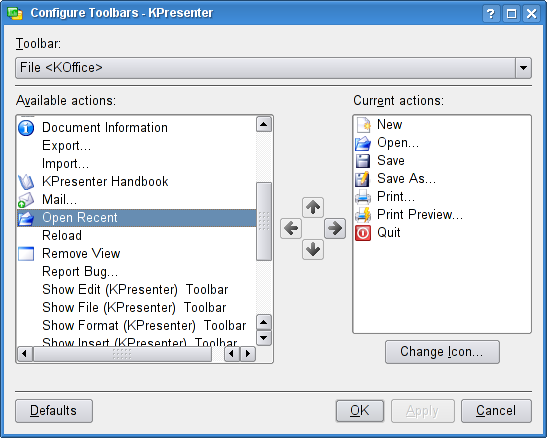 Configure Toolbars - KPresenter
Toolbar:
File <KOffice>
Available actions:
Document Information
Export...
Import...
KPresenter Handbook
Mail...
Open Recent
Reload
Remove View
Report Bug...
Show Edit (KPresenter) Toolbar
Show File (KPresenter) Toolbar
Show Format (KPresenter) Toolbar
Show Insert (KPresenter) Toolbar
Current actions:
New
Open...
Save
Save As...
Print...
Print Preview...
Quit
Change Icon...
Defaults
OK
Apply
Cancel